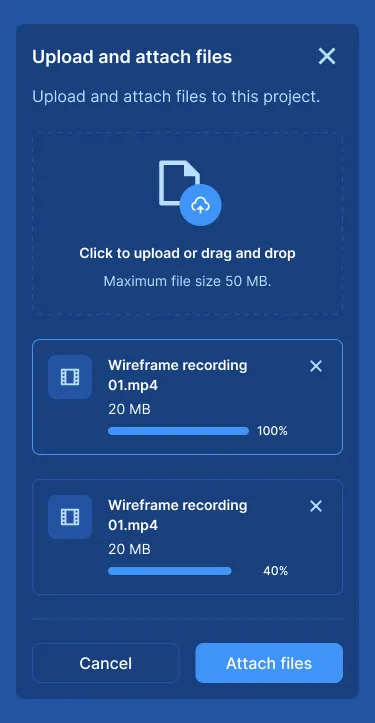 Upload and attach files
Upload and attach files to this project.
Click to upload or drag and drop
Maximum file size 50 MB.
Wireframe recording
01.mp4
20 MB
100%
Wireframe recording
01.mp4
20 MB
40%
Cancel
Attach files